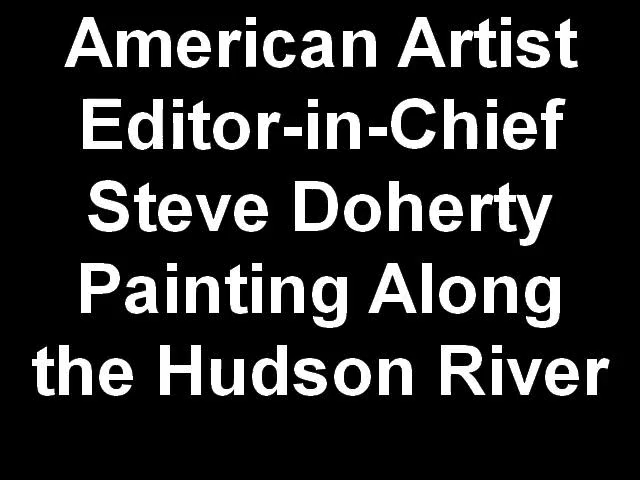 American Artist
Editor-in-Chief
Steve Doherty
Painting Along
the Hudson River